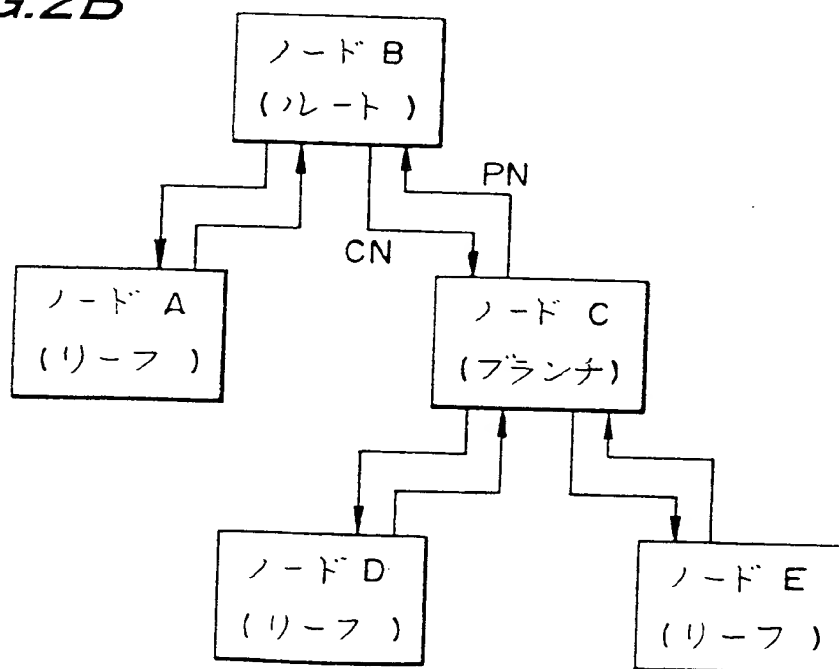 G.2B
ノード B
(ルート)
PN
CN
ノード A
(リーフ)
ノード C
(ブランチ)
ノード D
(リーフ)
ノード E
(リーフ)